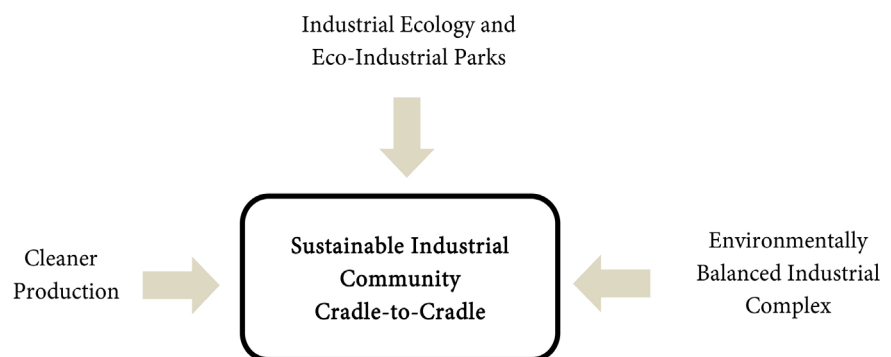 Industrial Ecology and
Eco-Industrial Parks
Cleaner
Production
Sustainable Industrial
Community
Cradle-to-Cradle
Environmentally
Balanced Industrial
Complex